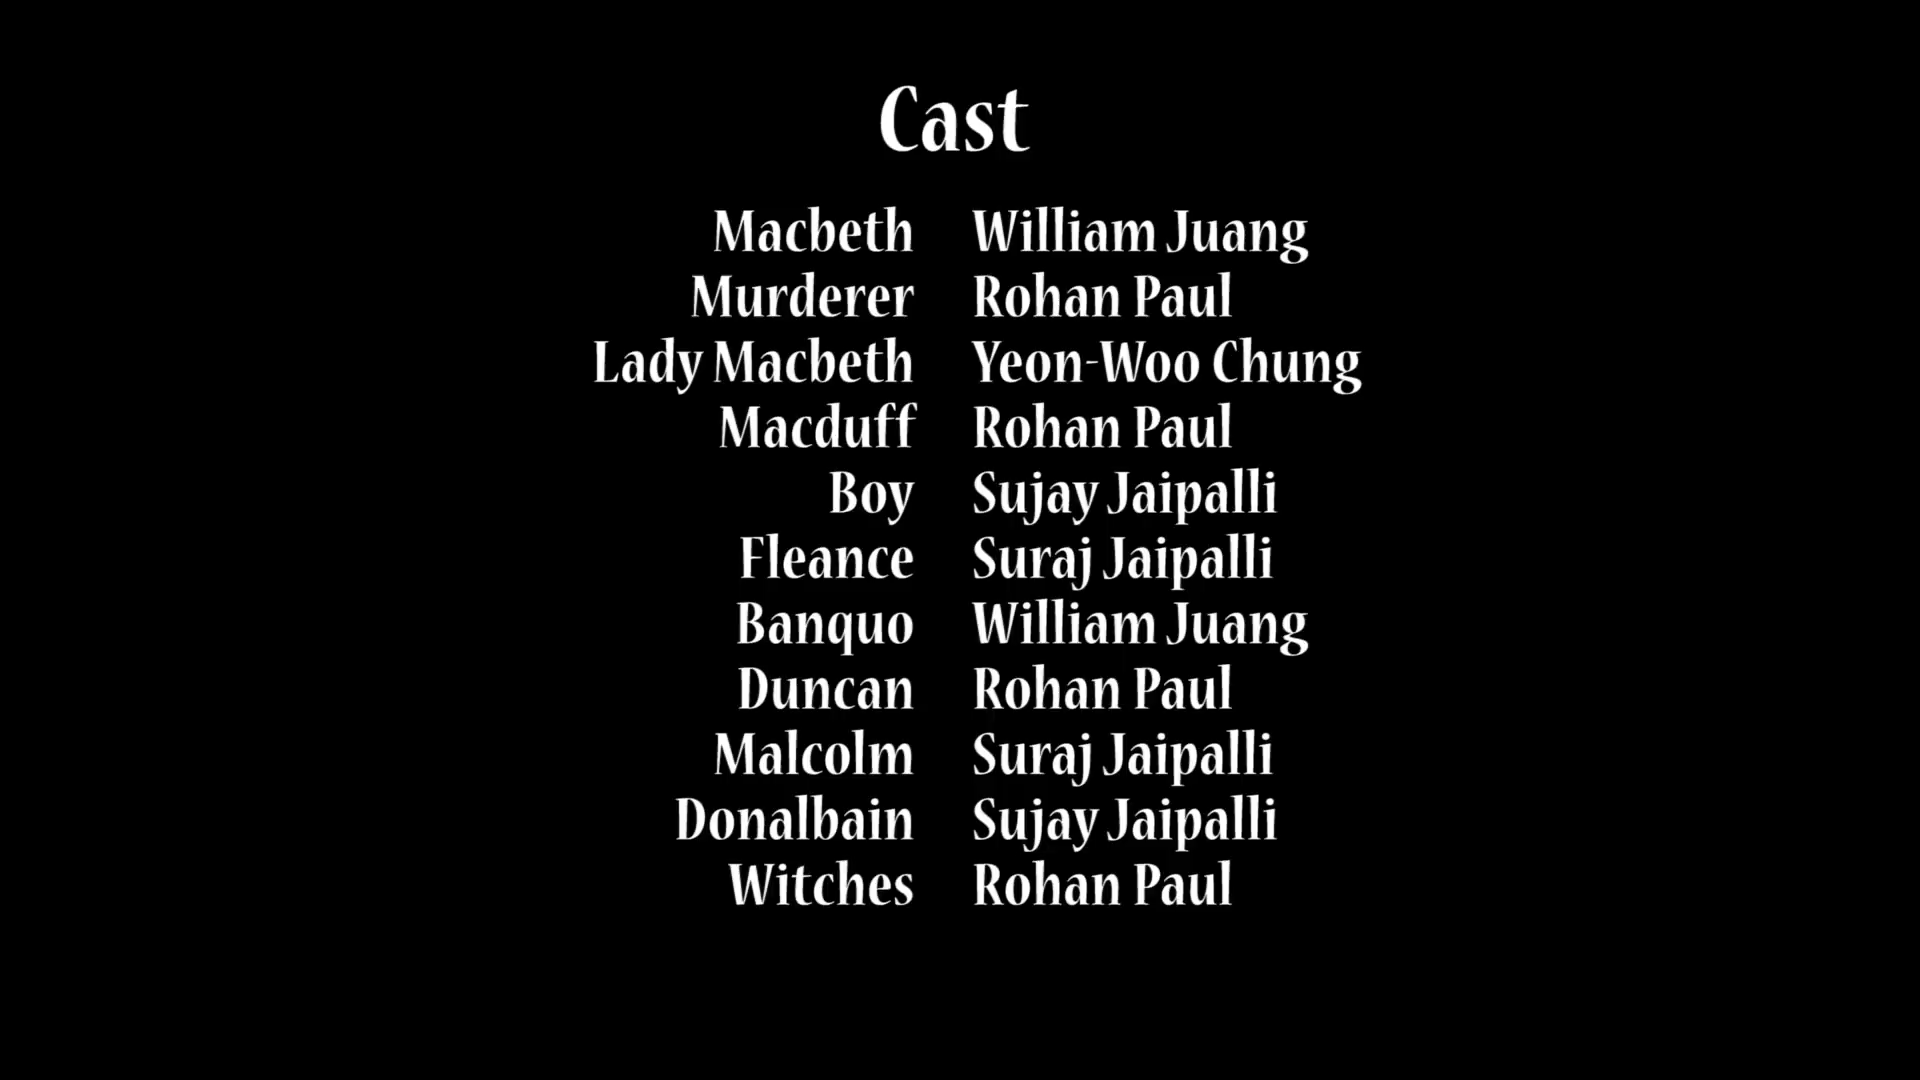 Cast
Macbeth William Juang
Murderer Rohan Paul
Lady Macbeth Yeon-Woo Chung
Macduff Rohan Paul
Boy Sujay Jaipalli
Fleance Suraj Jaipalli
Banquo William Juang
Duncan Rohan Paul
Malcolm Suraj Jaipalli
Donalbain Sujay Jaipalli
Witches Rohan Paul